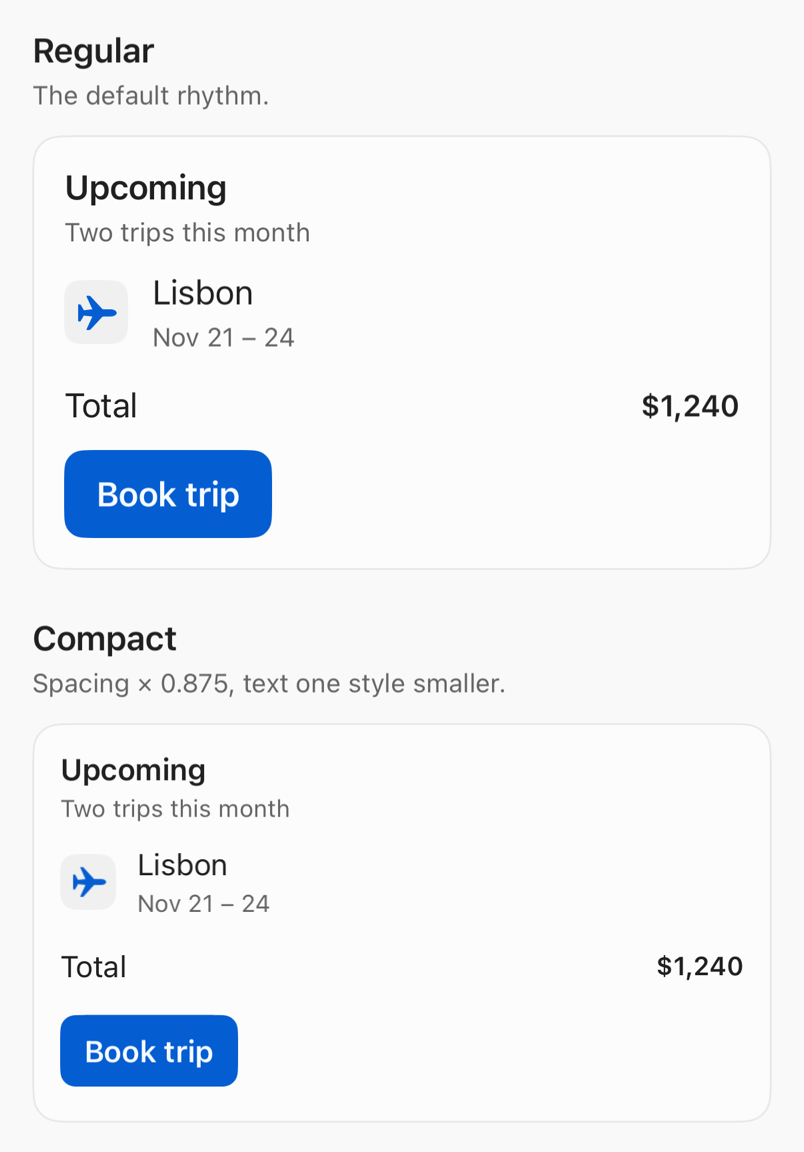 Regular
The default rhythm.
Upcoming
Two trips this month
Lisbon
Nov 21 – 24
Total $1,240
Book trip
Compact
Spacing × 0.875, text one style smaller.
Upcoming
Two trips this month
Lisbon
Nov 21 – 24
Total $1,240
Book trip